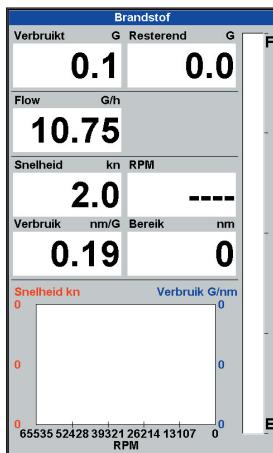 Brandstof
Verbruikt G Resterend G
0.1 0.0
F
Flow G/h
10.75
Snelheid kn RPM
2.0 ----
Verbruik nm/G Bereik nm
0.19 0
Snelheid kn Verbruik G/nm
0 0
0 0
0 0
E
65535 52428 39321 26214 13107 0
RPM